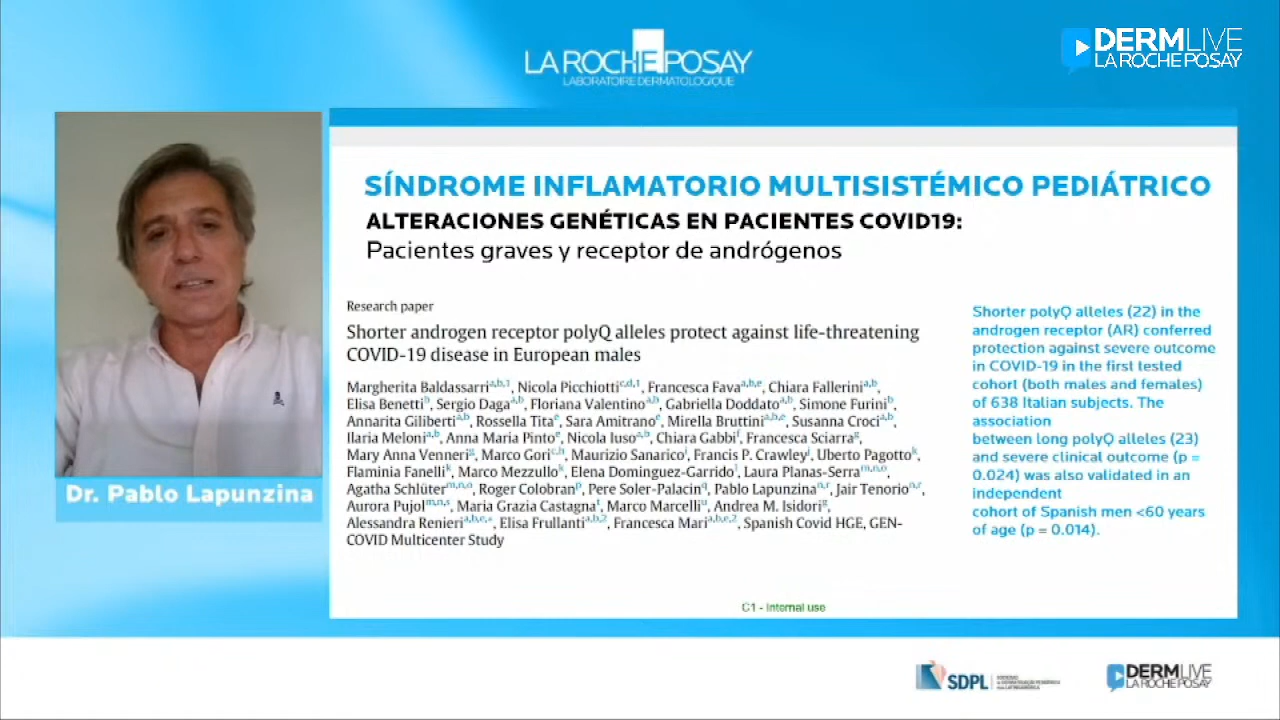 LA ROCHE POSAY
LABORATOIRE DERMATOLOGIQUE
DERMLIVE
LA ROCHE POSAY
SÍNDROME INFLAMATORIO MULTISISTÉMICO PEDIÁTRICO
ALTERACIONES GENÉTICAS EN PACIENTES COVID19:
Pacientes graves y receptor de andrógenos
Research paper
Shorter androgen receptor polyQ alleles protect against life-threatening
COVID-19 disease in European males
Margherita Baldassarri a,b,1, Nicola Picchiotti c,d,1, Francesca Fava a,b,e, Chiara Fallerini a,b,
Elisa Benetti b, Sergio Daga a,b, Floriana Valentino a,b, Gabriella Doddato a,b, Simone Furini b,
Annarita Giliberti a,b, Rossella Tita e, Sara Amitrano e, Mirella Bruttini a,b,e, Susanna Croci a,b,
Ilaria Meloni a,b, Anna Maria Pinto e, Nicola Iuso a,b, Chiara Gabbi f, Francesca Sciarra g,
Mary Anna Venneri g, Marco Gori c,h, Maurizio Sanarico i, Francis P. Crawley j, Uberto Pagotto k,
Flaminia Fanelli k, Marco Mezzullo k, Elena Dominguez-Garrido l, Laura Planas-Serra m,n,o,
Agatha Schlüter m,n,o, Roger Colobran p, Pere Soler-Palacin q, Pablo Lapunzina n,r, Jair Tenorio n,r,
Aurora Pujol m,n,s, Maria Grazia Castagna t, Marco Marcelli u, Andrea M. Isidori g,
Alessandra Renieri a,b,e,*, Elisa Frullanti a,b,2, Francesca Mari a,b,e,2, Spanish Covid HGE, GEN-
COVID Multicenter Study
Shorter polyQ alleles (22) in the
androgen receptor (AR) conferred
protection against severe outcome
in COVID-19 in the first tested
cohort (both males and females)
of 638 Italian subjects. The
association
between long polyQ alleles (23)
and severe clinical outcome (p =
0.024) was also validated in an
independent
cohort of Spanish men <60 years
of age (p = 0.014).
Dr. Pablo Lapunzina
C1 - Internal use
SDPL
DERMLIVE
LA ROCHE POSAY